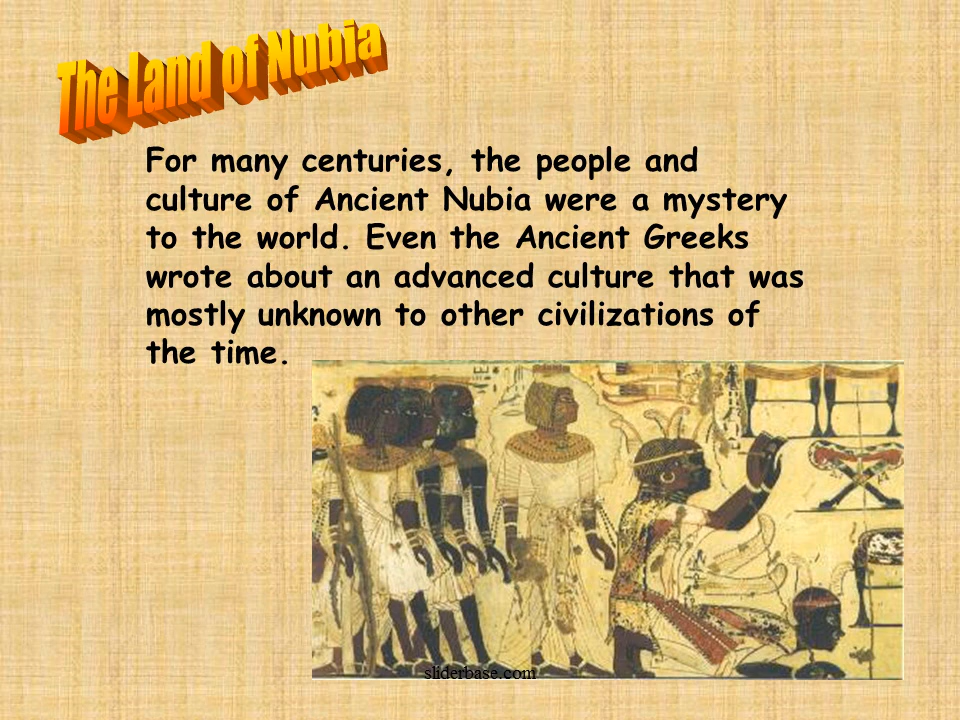 The Land of Nubia
For many centuries, the people and
culture of Ancient Nubia were a mystery
to the world. Even the Ancient Greeks
wrote about an advanced culture that was
mostly unknown to other civilizations of
the time.
sliderbase.com